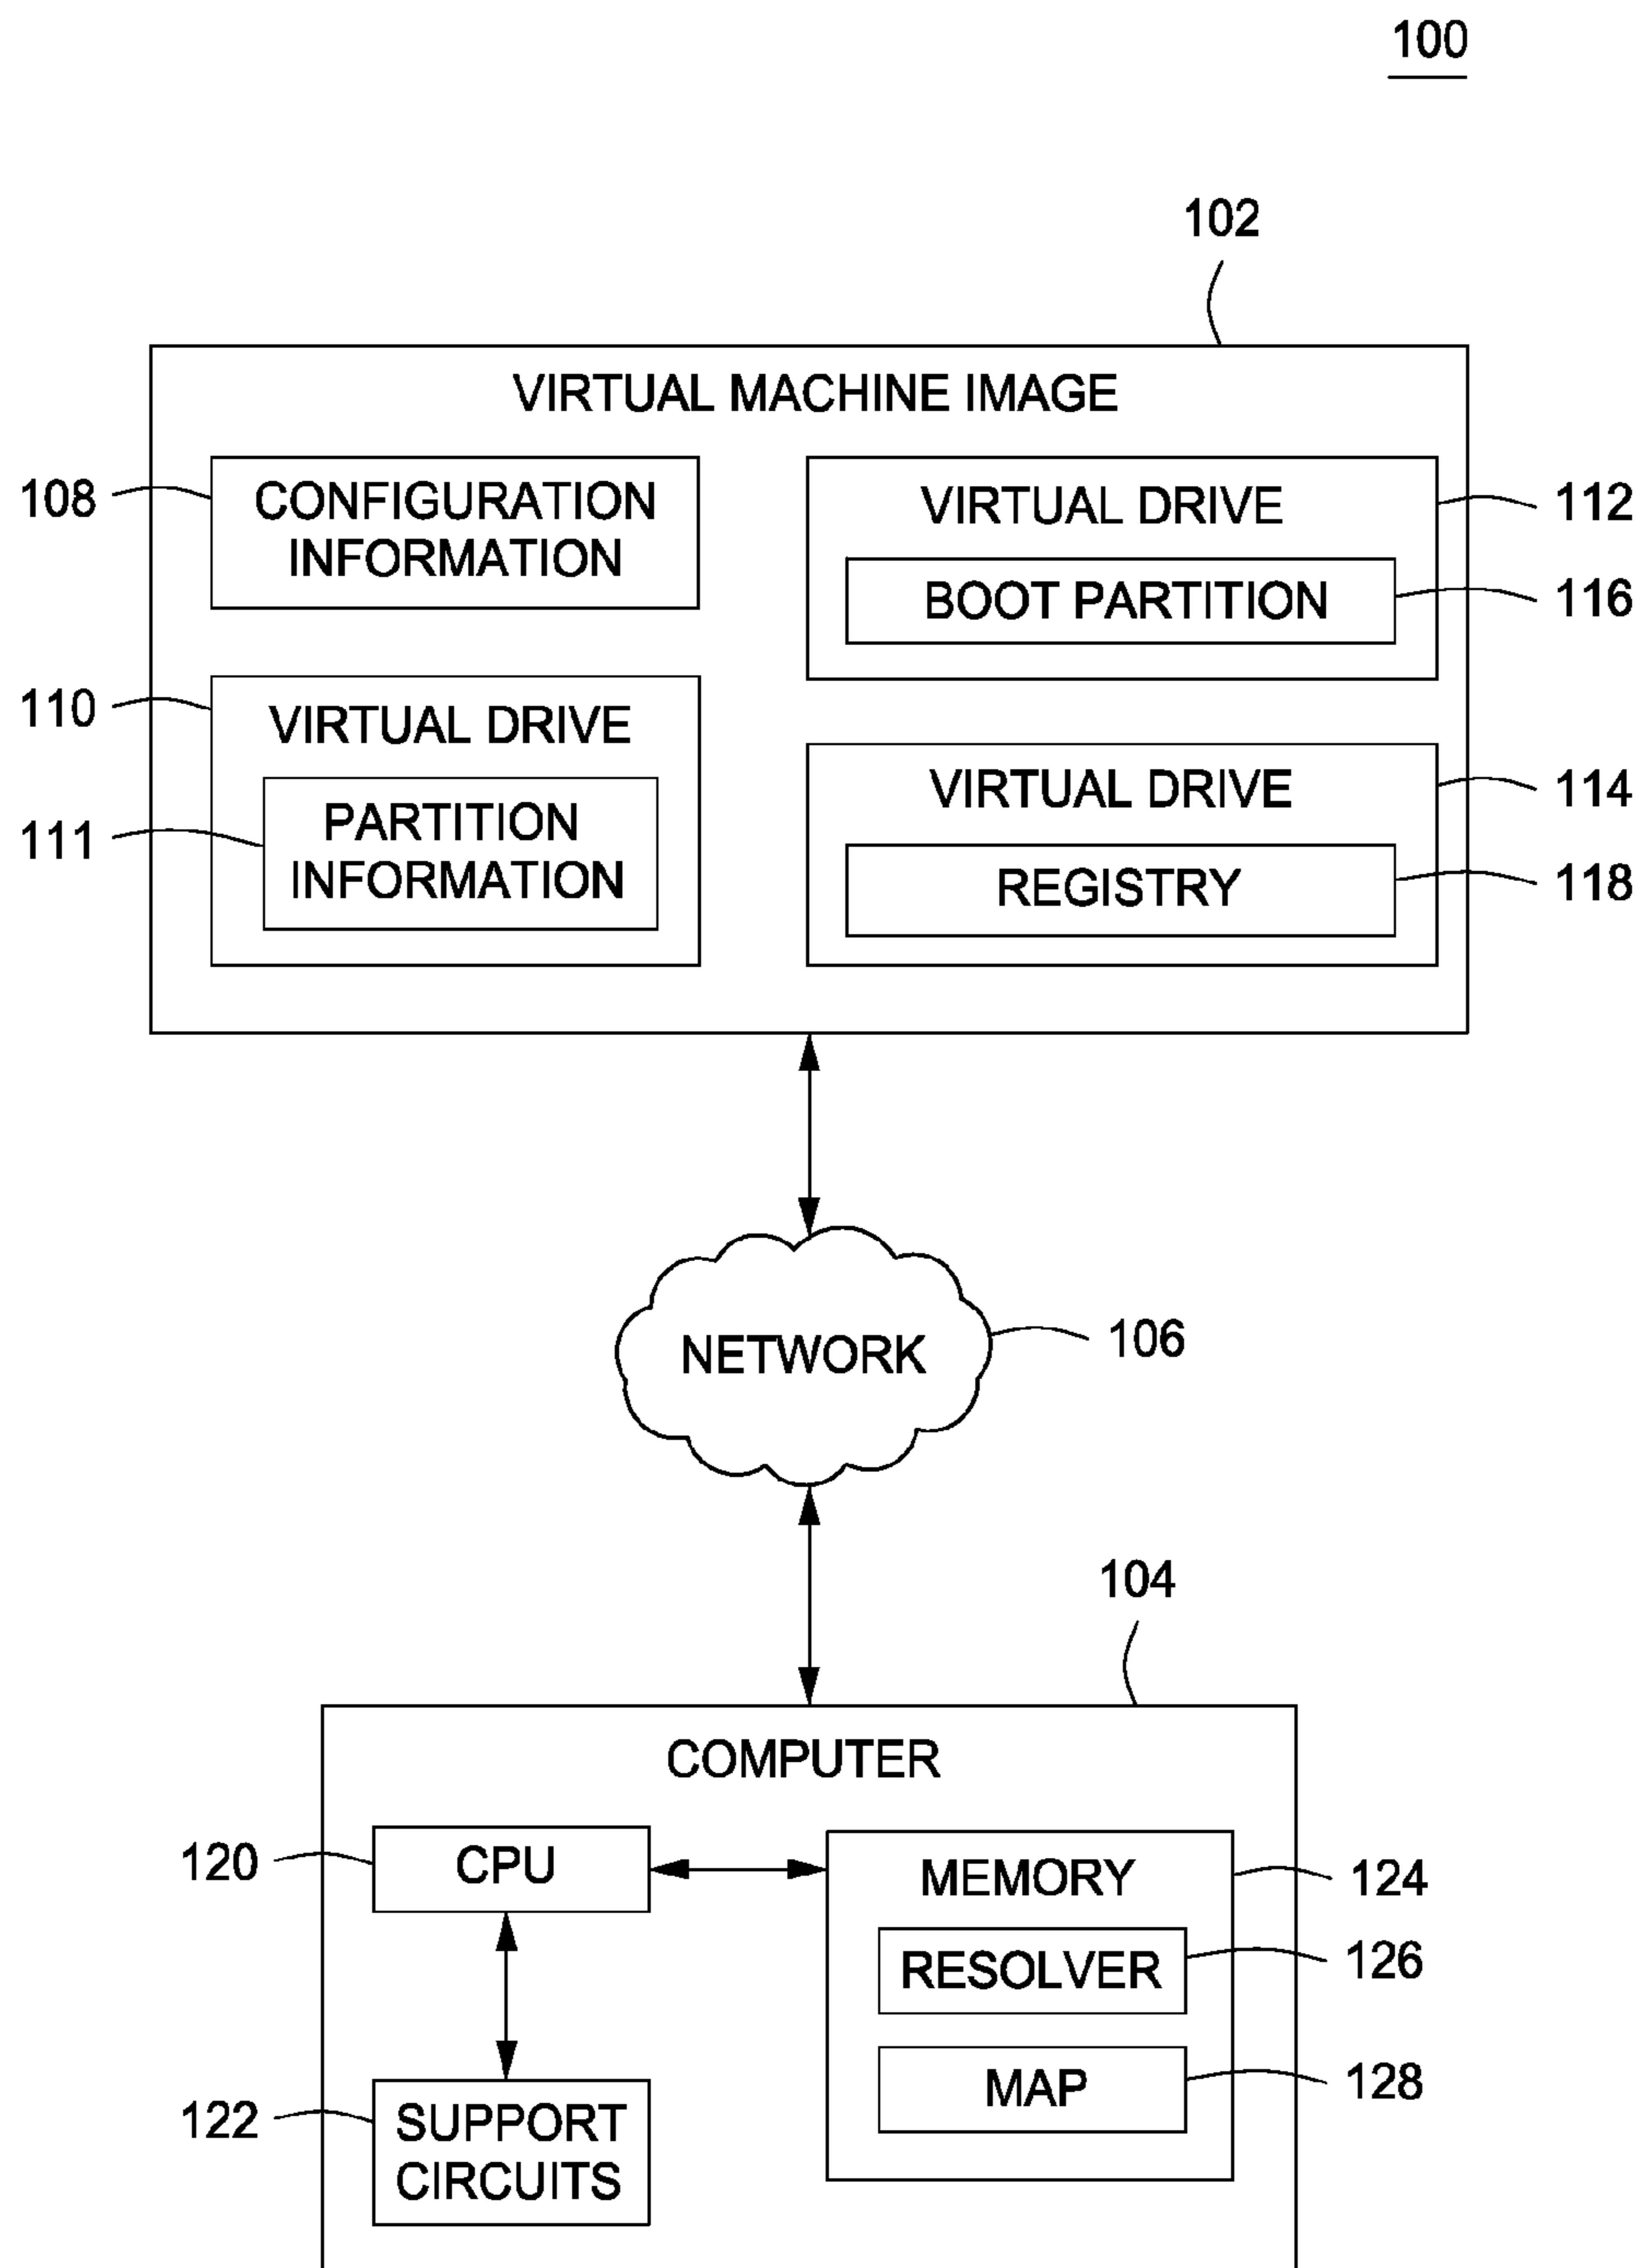 100
102
VIRTUAL MACHINE IMAGE
108
CONFIGURATION
INFORMATION
VIRTUAL DRIVE
112
BOOT PARTITION
116
110
VIRTUAL DRIVE
111
PARTITION
INFORMATION
VIRTUAL DRIVE
114
REGISTRY
118
NETWORK
106
104
COMPUTER
120
CPU
MEMORY
124
RESOLVER
126
MAP
128
122
SUPPORT
CIRCUITS